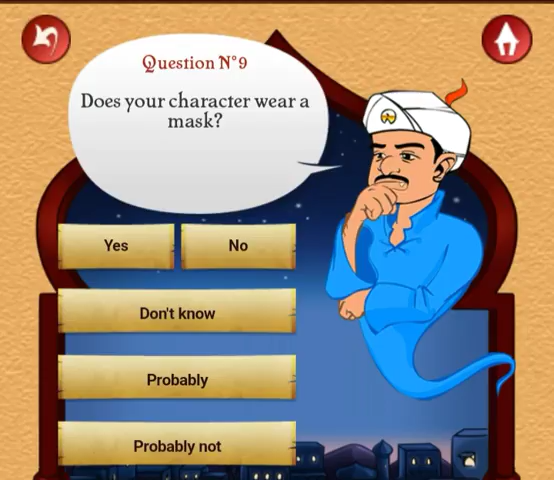 Question N°9
Does your character wear a
mask?
Yes
No
Don't know
Probably
Probably not